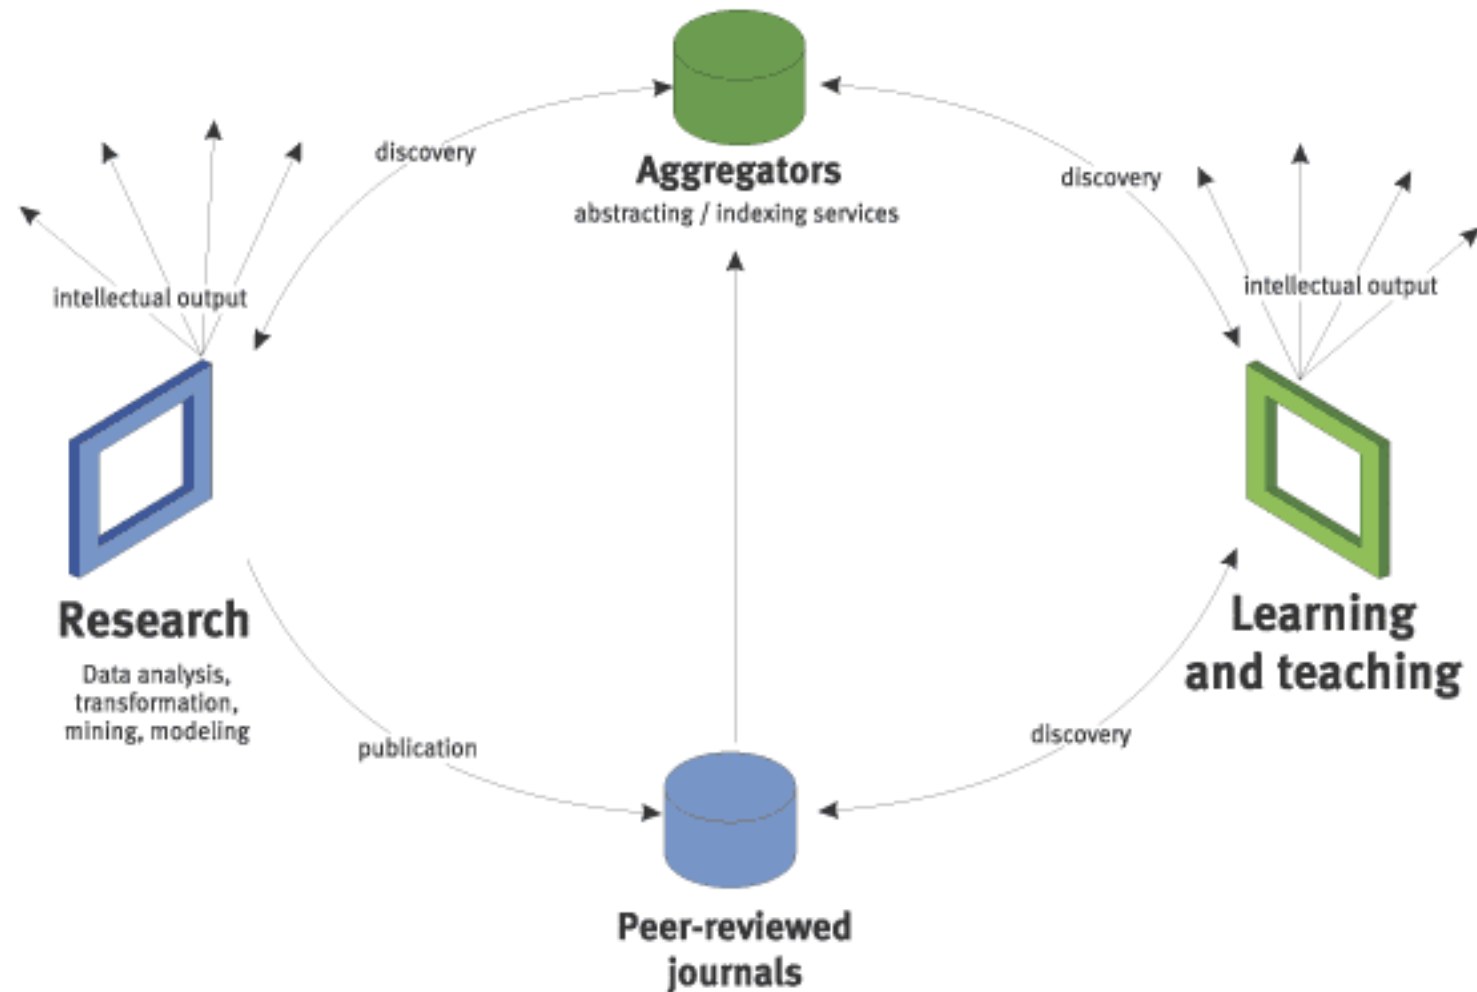 discovery
Aggregators
abstracting / indexing services
discovery
intellectual output
intellectual output
Research
Data analysis,
transformation,
mining, modeling
Learning
and teaching
publication
discovery
Peer-reviewed
journals